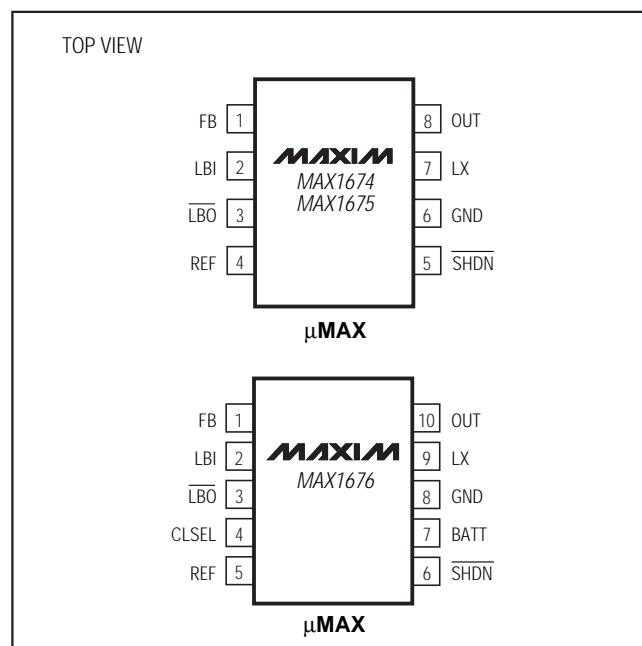 TOP VIEW
FB 1
8 OUT
LBI 2
MAXIM
7 LX
MAX1674
MAX1675
LBO 3
6 GND
REF 4
5 SHDN
μMAX
FB 1
10 OUT
LBI 2
MAXIM
9 LX
MAX1676
LBO 3
8 GND
CLSEL 4
7 BATT
REF 5
6 SHDN
μMAX